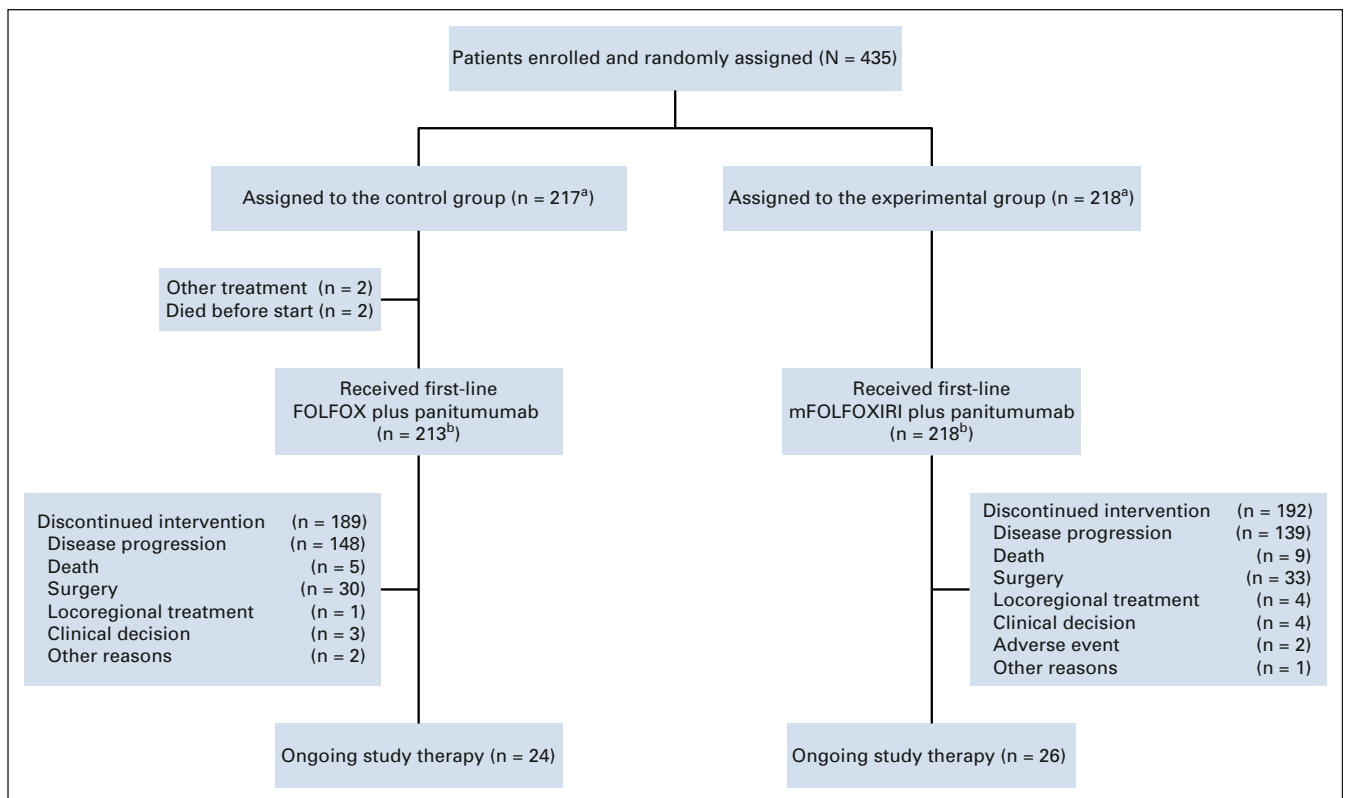 Patients enrolled and randomly assigned (N = 435)
Assigned to the control group (n = 217a)
Assigned to the experimental group (n = 218a)
Other treatment (n = 2)
Died before start (n = 2)
Received first-line
FOLFOX plus panitumumab
(n = 213b)
Received first-line
mFOLFOXIRI plus panitumumab
(n = 218b)
Discontinued intervention (n = 189)
Disease progression (n = 148)
Death (n = 5)
Surgery (n = 30)
Locoregional treatment (n = 1)
Clinical decision (n = 3)
Other reasons (n = 2)
Discontinued intervention (n = 192)
Disease progression (n = 139)
Death (n = 9)
Surgery (n = 33)
Locoregional treatment (n = 4)
Clinical decision (n = 4)
Adverse event (n = 2)
Other reasons (n = 1)
Ongoing study therapy (n = 24)
Ongoing study therapy (n = 26)